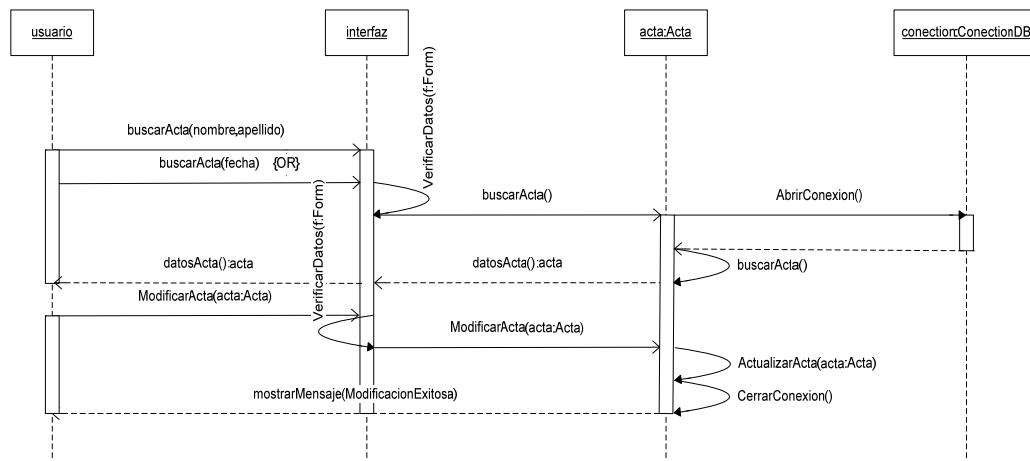 usuario
interfaz
acta:Acta
conection:ConectionDB
VerificarDatos(f:Form)
buscarActa(nombre,apellido)
buscarActa(fecha) {OR}
buscarActa()
AbrirConexion()
VerificarDatos(f:Form)
datosActa():acta
datosActa():acta
buscarActa()
ModificarActa(acta:Acta)
ModificarActa(acta:Acta)
ActualizarActa(acta:Acta)
mostrarMensaje(ModificacionExitosa)
CerrarConexion()